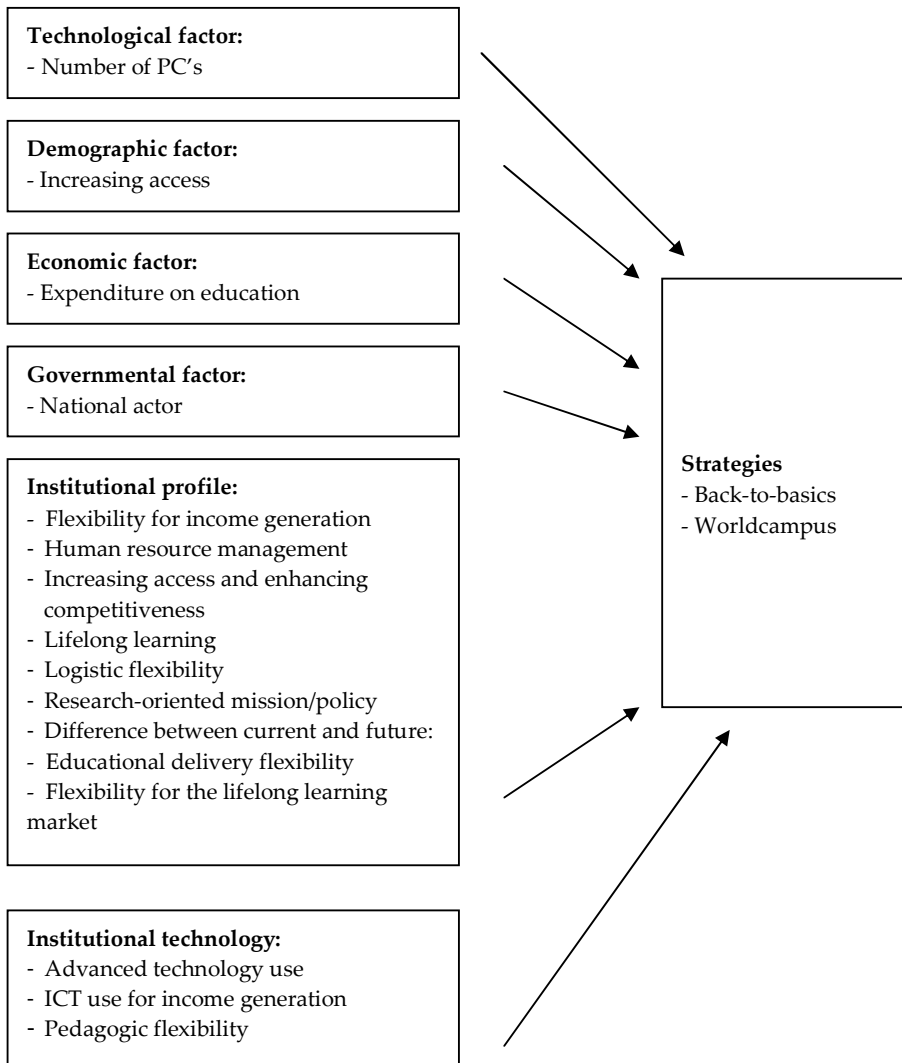 Technological factor:
- Number of PC’s
Demographic factor:
- Increasing access
Economic factor:
- Expenditure on education
Governmental factor:
- National actor
Institutional profile:
- Flexibility for income generation
- Human resource management
- Increasing access and enhancing
competitiveness
- Lifelong learning
- Logistic flexibility
- Research-oriented mission/policy
- Difference between current and future:
- Educational delivery flexibility
- Flexibility for the lifelong learning
market
Institutional technology:
- Advanced technology use
- ICT use for income generation
- Pedagogic flexibility
Strategies
- Back-to-basics
- Worldcampus